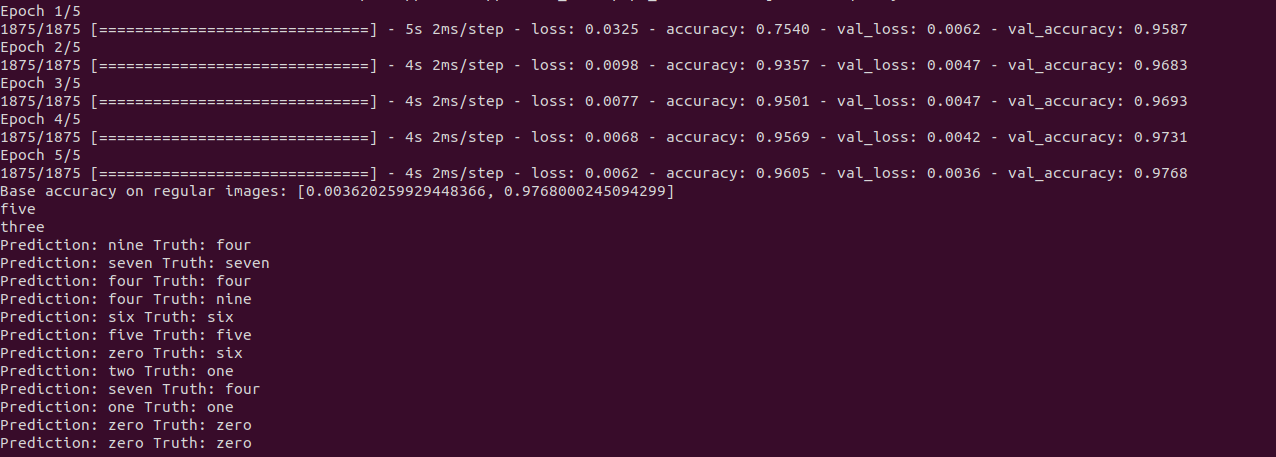 Epoch 1/5
1875/1875 [==============================] - 5s 2ms/step - loss: 0.0325 - accuracy: 0.7540 - val_loss: 0.0062 - val_accuracy: 0.9587
Epoch 2/5
1875/1875 [==============================] - 4s 2ms/step - loss: 0.0098 - accuracy: 0.9357 - val_loss: 0.0047 - val_accuracy: 0.9683
Epoch 3/5
1875/1875 [==============================] - 4s 2ms/step - loss: 0.0077 - accuracy: 0.9501 - val_loss: 0.0047 - val_accuracy: 0.9693
Epoch 4/5
1875/1875 [==============================] - 4s 2ms/step - loss: 0.0068 - accuracy: 0.9569 - val_loss: 0.0042 - val_accuracy: 0.9731
Epoch 5/5
1875/1875 [==============================] - 4s 2ms/step - loss: 0.0062 - accuracy: 0.9605 - val_loss: 0.0036 - val_accuracy: 0.9768
Base accuracy on regular images: [0.003620259929448366, 0.9768000245094299]
five
three
Prediction: nine Truth: four
Prediction: seven Truth: seven
Prediction: four Truth: four
Prediction: four Truth: nine
Prediction: six Truth: six
Prediction: five Truth: five
Prediction: zero Truth: six
Prediction: two Truth: one
Prediction: seven Truth: four
Prediction: one Truth: one
Prediction: zero Truth: zero
Prediction: zero Truth: zero